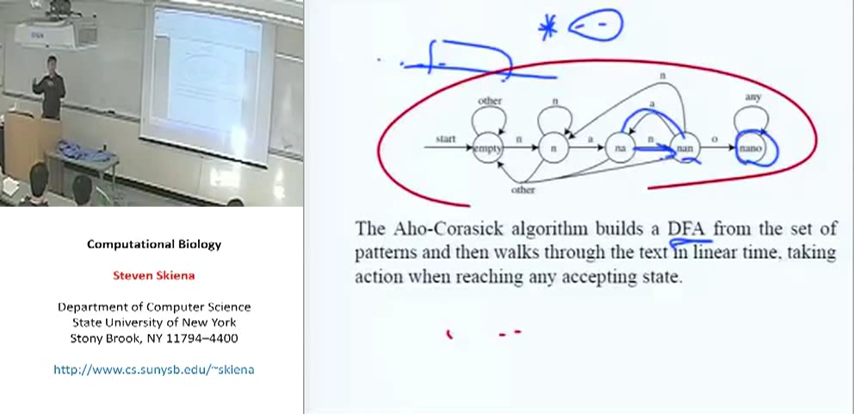 Computational Biology
Steven Skiena
Department of Computer Science
State University of New York
Stony Brook, NY 11794–4400
http://www.cs.sunysb.edu/~skiena
*
n
other
n
a
any
start
empty
n
n
a
na
n
nan
o
nano
other
The Aho-Corasick algorithm builds a DFA from the set of
patterns and then walks through the text in linear time, taking
action when reaching any accepting state.